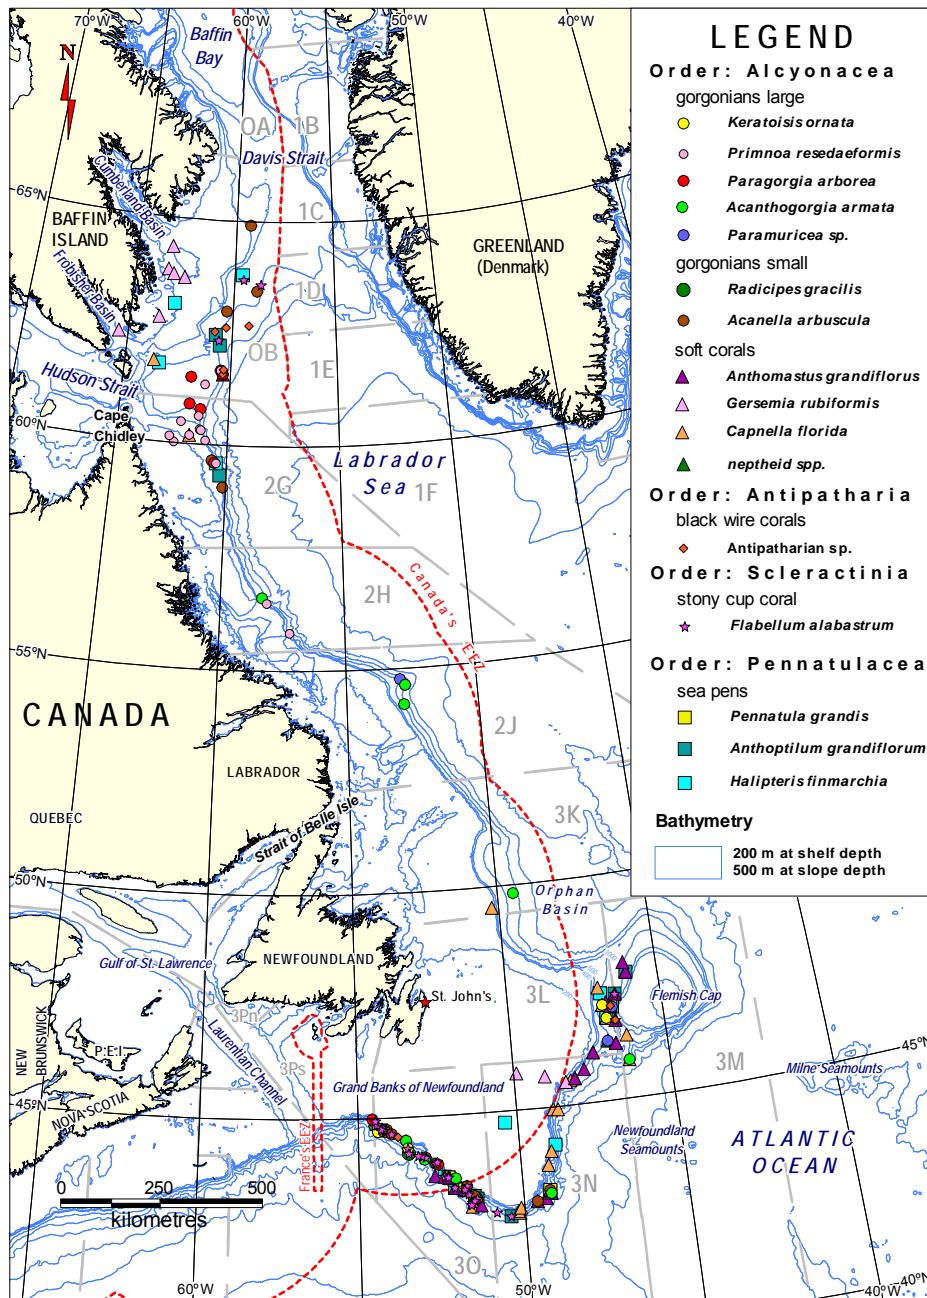 70°W
60°W
50°W
40°W
Baffin
Bay
N
0A
1B
Davis Strait
Cumberland Basin
65°N
1C
BAFFIN
ISLAND
GREENLAND
(Denmark)
Frobisher Basin
1D
0B
1E
Hudson Strait
Cape
Chidley
60°N
Labrador
Sea
2G
1F
2H
Canada's EEZ
55°N
CANADA
2J
LABRADOR
QUEBEC
Strait of Belle Isle
3K
50°N
Orphan
Basin
Gulf of St. Lawrence
NEWFOUNDLAND
St. John's
3L
Flemish Cap
3Pn
NEW
BRUNSWICK
P.E.I.
Laurentian Channel
3Ps
Grand Banks of Newfoundland
3M
45°N
Milne Seamounts
45°N
NOVA SCOTIA
France's EEZ
Newfoundland
Seamounts
ATLANTIC
OCEAN
3N
0 250 500
kilometres
3O
60°W
50°W
40°W
40°N
LEGEND
Order: Alcyonacea
gorgonians large
Keratoisis ornata
Primnoa resedaeformis
Paragorgia arborea
Acanthogorgia armata
Paramuricea sp.
gorgonians small
Radicipes gracilis
Acanella arbuscula
soft corals
Anthomastus grandiflorus
Gersemia rubiformis
Capnella florida
neptheid spp.
Order: Antipatharia
black wire corals
Antipatharian sp.
Order: Scleractinia
stony cup coral
Flabellum alabastrum
Order: Pennatulacea
sea pens
Pennatula grandis
Anthoptilum grandiflorum
Halipteris finmarchia
Bathymetry
200 m at shelf depth
500 m at slope depth